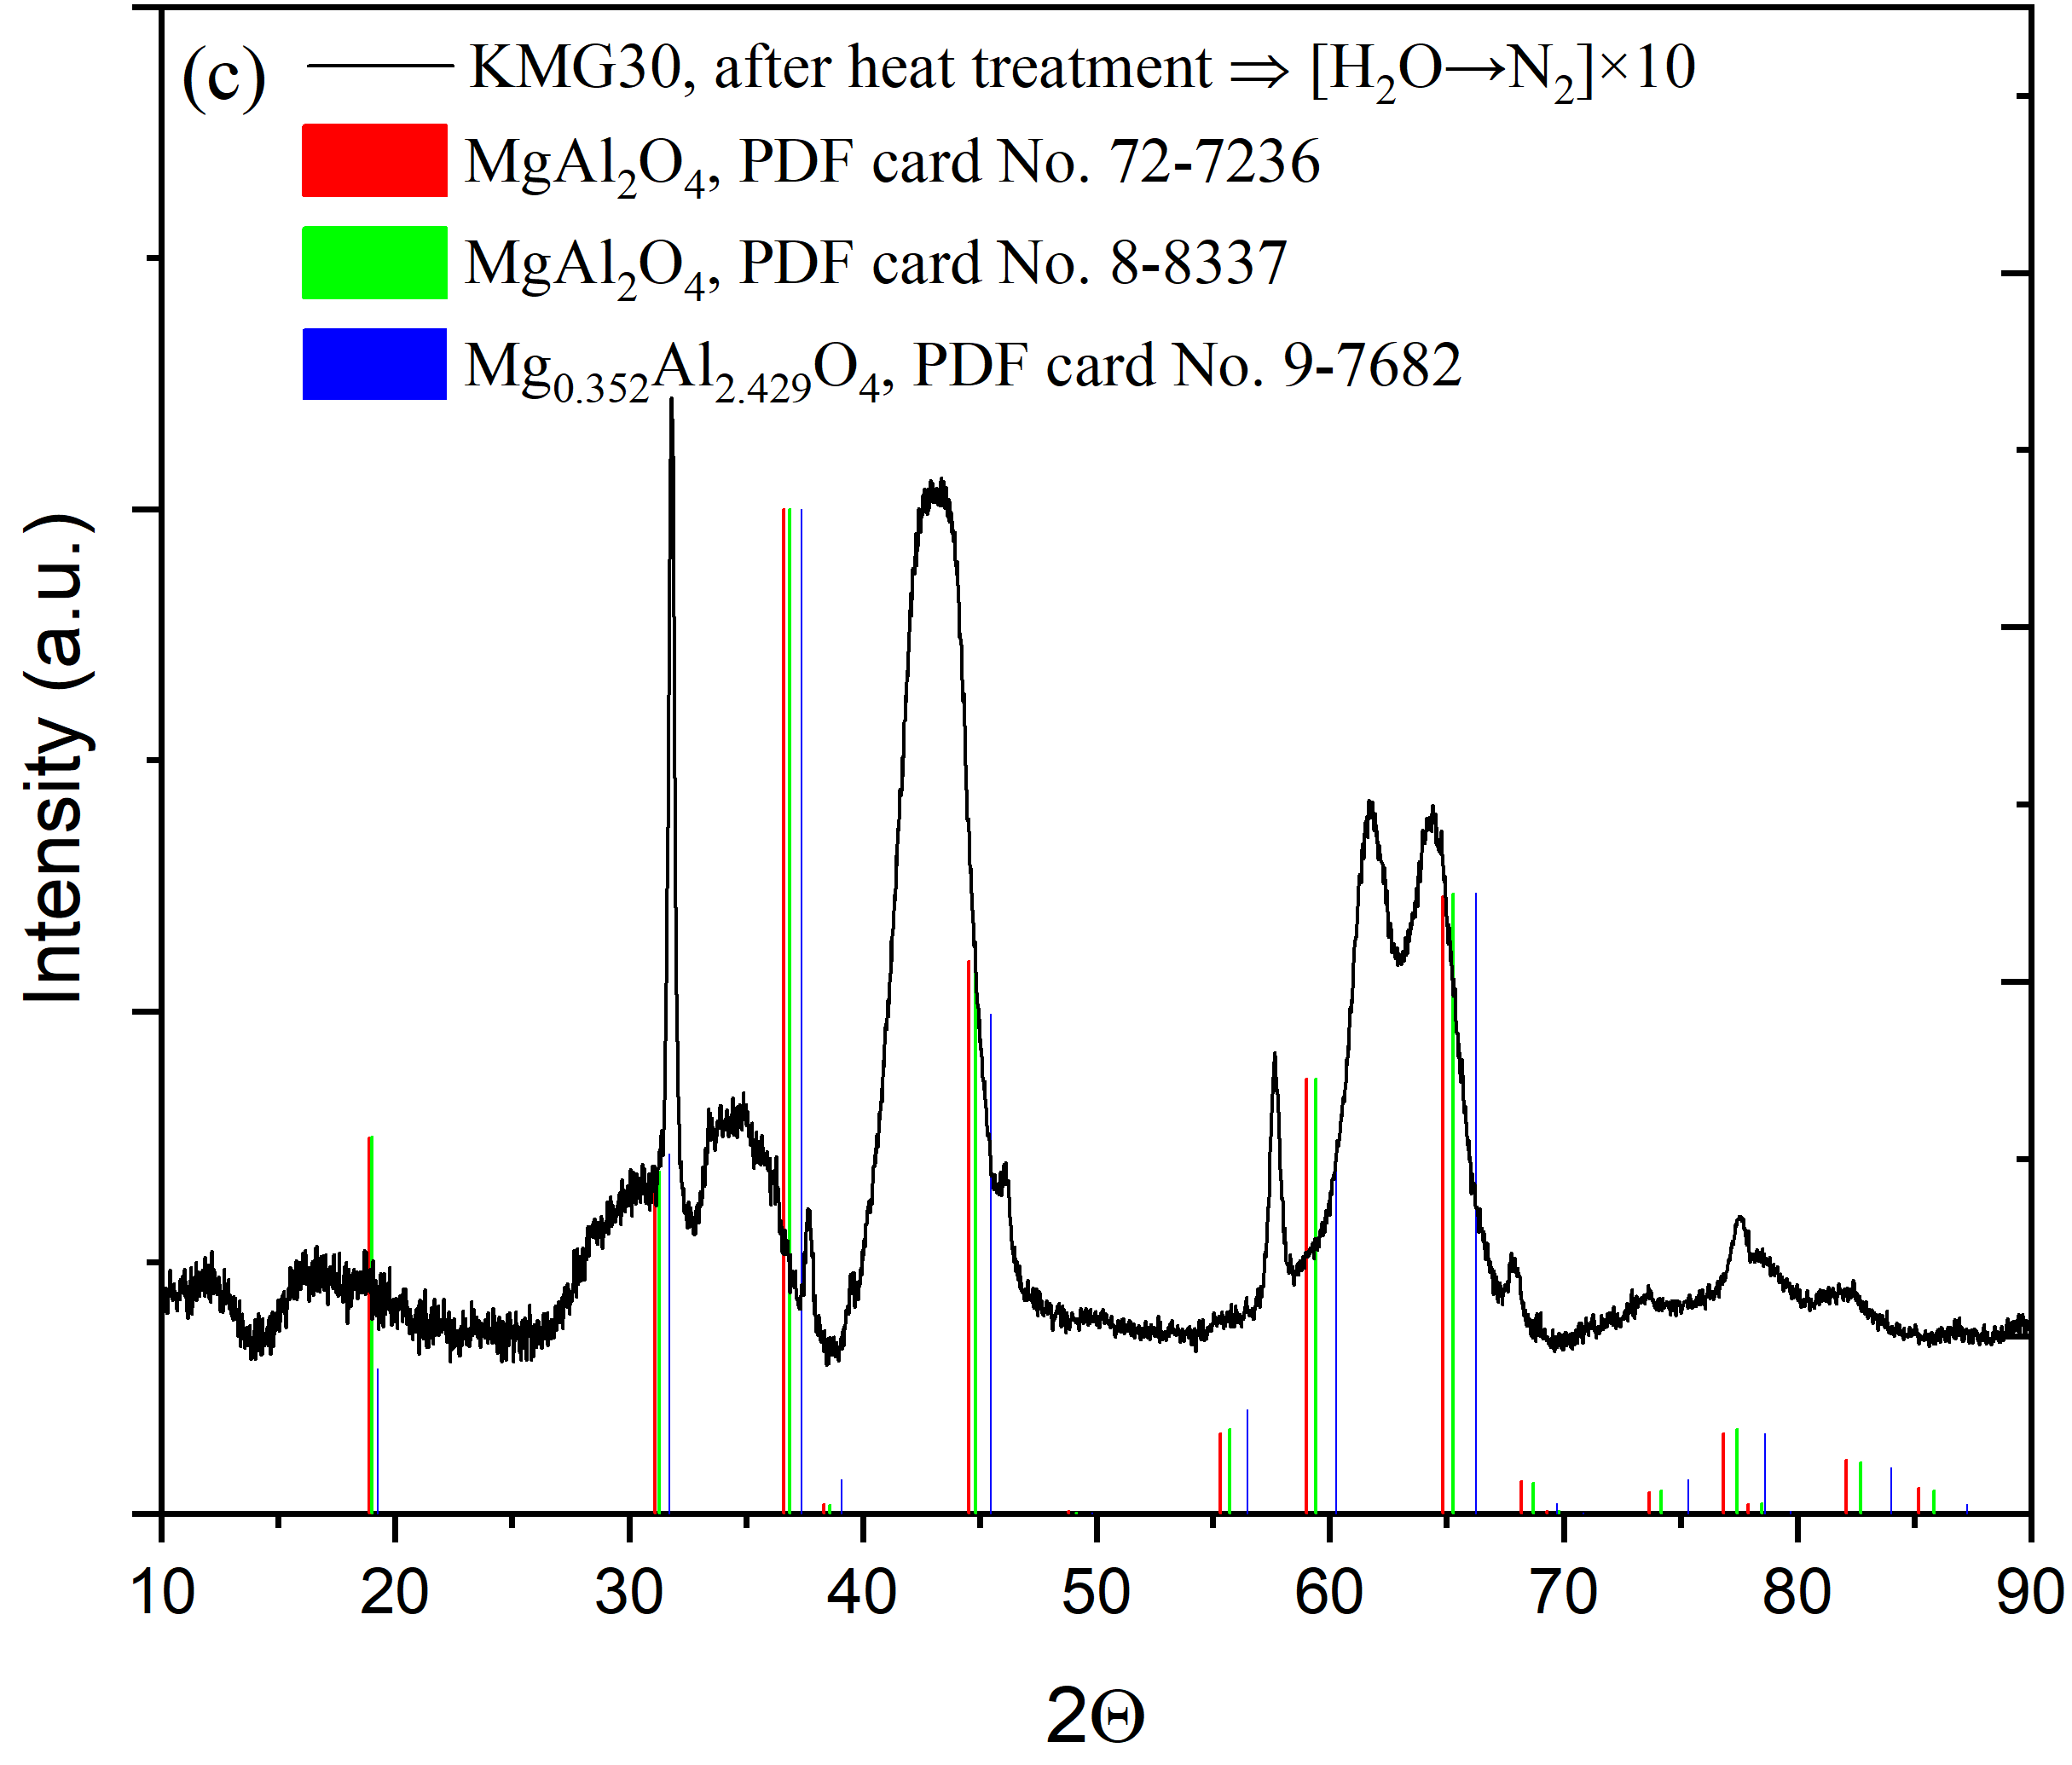 (c) KMG30, after heat treatment ⇒ [H₂O→N₂]×10
MgAl₂O₄, PDF card No. 72-7236
MgAl₂O₄, PDF card No. 8-8337
Mg₀.₃₅₂Al₂.₄₂₉O₄, PDF card No. 9-7682
Intensity (a.u.)
10 20 30 40 50 60 70 80 90
2Θ